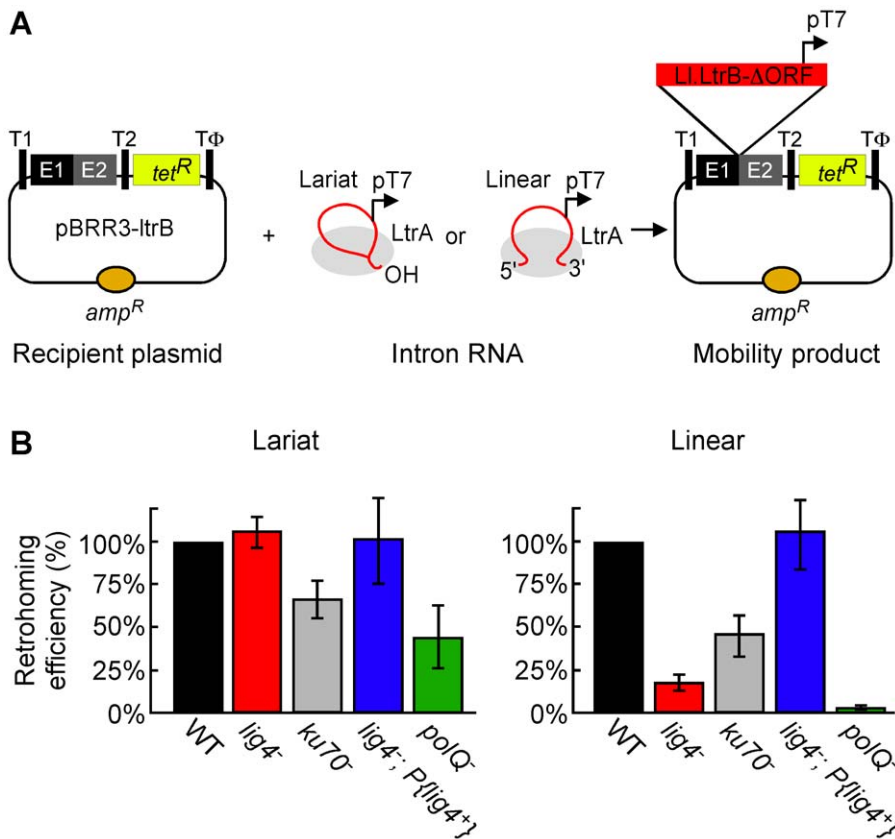 A
pT7
Ll.LtrB-ΔORF
T1 T2 TΦ
E1 E2 tetR
pBRR3-ltrB
ampR
Recipient plasmid
+
Lariat
pT7
LtrA
OH
or
Linear
pT7
LtrA
5' 3'
Intron RNA
T1 T2 TΦ
E1 E2 tetR
ampR
Mobility product
B
Lariat
Retrohoming
efficiency (%)
100%
75%
50%
25%
0%
WT
lig4-
ku70-
lig4-; P{lig4+}
polQ-
Linear
100%
75%
50%
25%
0%
WT
lig4-
ku70-
lig4-; P{lig4+}
polQ-